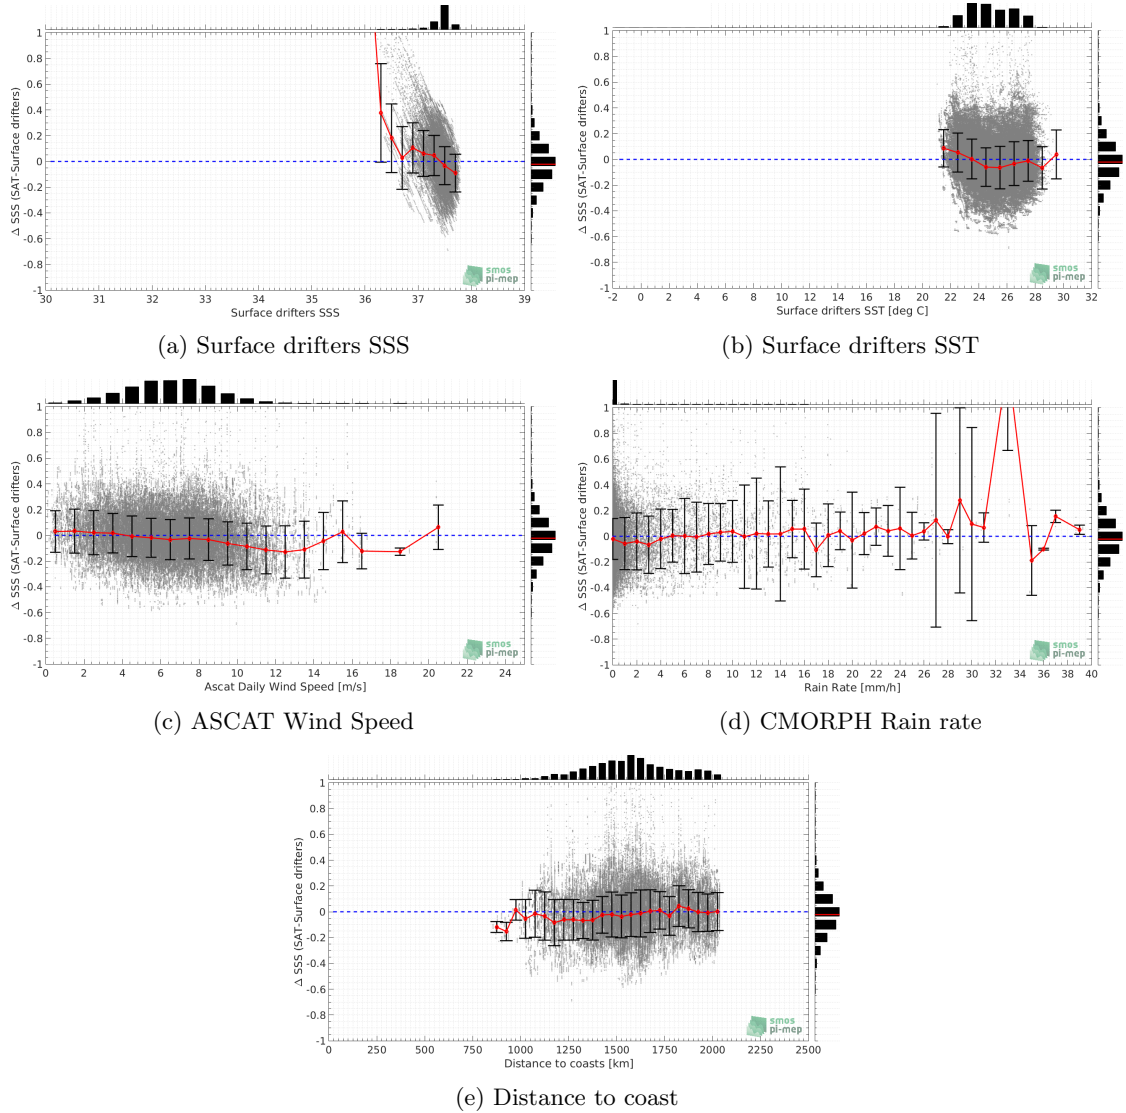 1
0.8
0.6
0.4
0.2
0
-0.2
-0.4
-0.6
-0.8
-1
Δ SSS (SAT-Surface drifters)
smos
pi-mep
30 31 32 33 34 35 36 37 38 39
Surface drifters SSS
(a) Surface drifters SSS
1
0.8
0.6
0.4
0.2
0
-0.2
-0.4
-0.6
-0.8
-1
Δ SSS (SAT-Surface drifters)
smos
pi-mep
-2 0 2 4 6 8 10 12 14 16 18 20 22 24 26 28 30 32
Surface drifters SST [deg C]
(b) Surface drifters SST
1
0.8
0.6
0.4
0.2
0
-0.2
-0.4
-0.6
-0.8
-1
Δ SSS (SAT-Surface drifters)
smos
pi-mep
0 2 4 6 8 10 12 14 16 18 20 22 24
Ascat Daily Wind Speed [m/s]
(c) ASCAT Wind Speed
1
0.8
0.6
0.4
0.2
0
-0.2
-0.4
-0.6
-0.8
-1
Δ SSS (SAT-Surface drifters)
smos
pi-mep
0 2 4 6 8 10 12 14 16 18 20 22 24 26 28 30 32 34 36 38 40
Rain Rate [mm/h]
(d) CMORPH Rain rate
1
0.8
0.6
0.4
0.2
0
-0.2
-0.4
-0.6
-0.8
-1
Δ SSS (SAT-Surface drifters)
smos
pi-mep
0 250 500 750 1000 1250 1500 1750 2000 2250 2500
Distance to coasts [km]
(e) Distance to coast